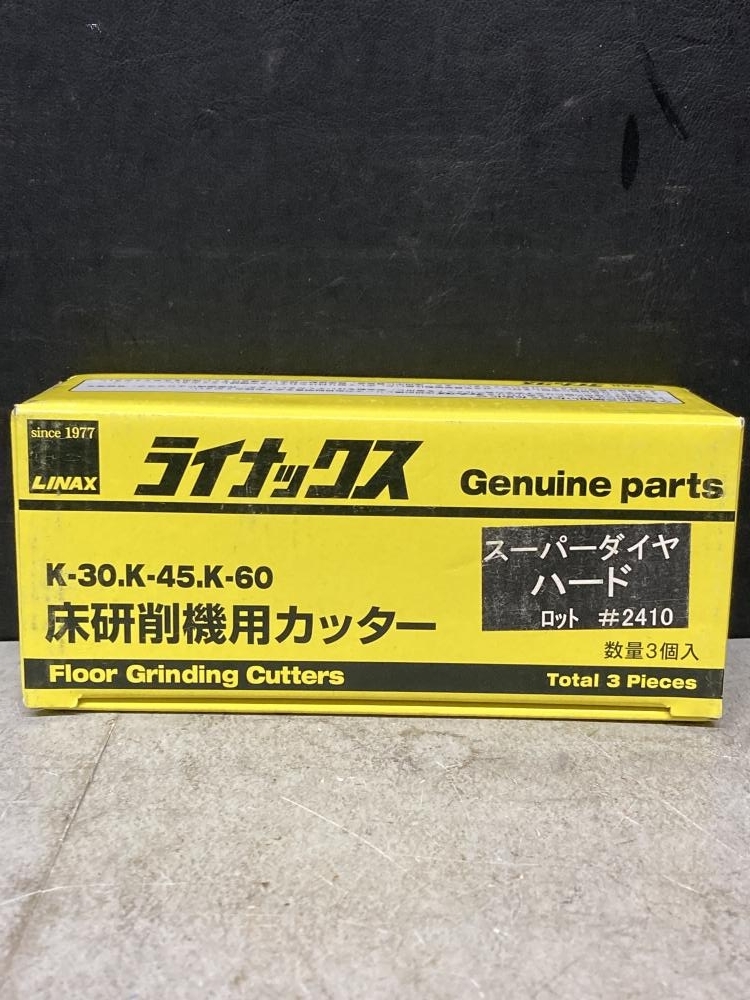 since 1977
LINAX
ライナックス
Genuine parts
K-30.K-45.K-60
床研削機用カッター
スーパーダイヤ
ハード
ロット #2410
数量3個入
Floor Grinding Cutters
Total 3 Pieces